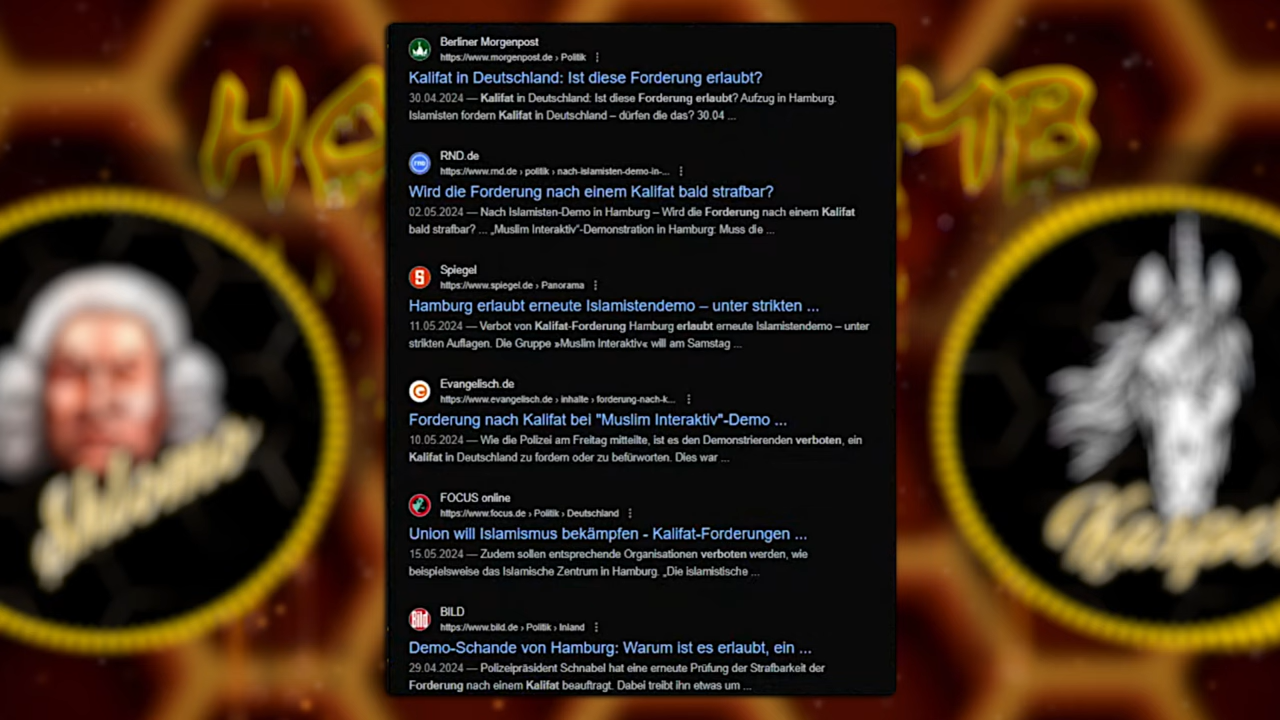 Berliner Morgenpost
https://www.morgenpost.de › Politik
Kalifat in Deutschland: Ist diese Forderung erlaubt?
30.04.2024 — Kalifat in Deutschland: Ist diese Forderung erlaubt? Aufzug in Hamburg.
Islamisten fordern Kalifat in Deutschland – dürfen die das? 30.04 ...
RND.de
https://www.rnd.de › politik › nach-islamisten-demo-in-...
Wird die Forderung nach einem Kalifat bald strafbar?
02.05.2024 — Nach Islamisten-Demo in Hamburg – Wird die Forderung nach einem Kalifat
bald strafbar? ... „Muslim Interaktiv“-Demonstration in Hamburg: Muss die ...
Spiegel
https://www.spiegel.de › Panorama
Hamburg erlaubt erneute Islamistendemo – unter strikten ...
11.05.2024 — Verbot von Kalifat-Forderung Hamburg erlaubt erneute Islamistendemo – unter
strikten Auflagen. Die Gruppe »Muslim Interaktiv« will am Samstag ...
Evangelisch.de
https://www.evangelisch.de › inhalte › forderung-nach-k...
Forderung nach Kalifat bei "Muslim Interaktiv"-Demo ...
10.05.2024 — Wie die Polizei am Freitag mitteilte, ist es den Demonstrierenden verboten, ein
Kalifat in Deutschland zu fordern oder zu befürworten. Dies war ...
FOCUS online
https://www.focus.de › Politik › Deutschland
Union will Islamismus bekämpfen - Kalifat-Forderungen ...
15.05.2024 — Zudem sollen entsprechende Organisationen verboten werden, wie
beispielsweise das Islamische Zentrum in Hamburg. „Die islamistische ...
BILD
https://www.bild.de › Politik › Inland
Demo-Schande von Hamburg: Warum ist es erlaubt, ein ...
29.04.2024 — Polizeipräsident Schnabel hat eine erneute Prüfung der Strafbarkeit der
Forderung nach einem Kalifat beauftragt. Dabei treibt ihn etwas um ...
Shlomo